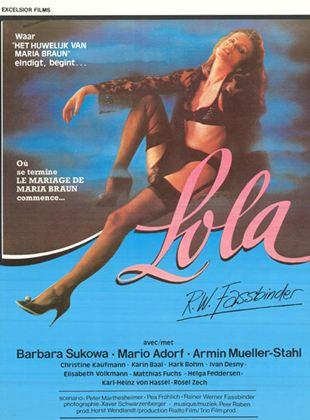 EXCELSIOR FILMS
Waar
"HET HUWELIJK VAN
MARIA BRAUN"
eindigt, begint...
Où
se termine
LE MARIAGE DE
MARIA BRAUN
commence...
Lola
R.W. Fassbinder
avec/met
Barbara Sukowa • Mario Adorf • Armin Mueller-Stahl
Christine Kaufmann • Karin Baal • Hark Bohm • Ivan Desny
Elisabeth Volkmann • Matthias Fuchs • Helga Feddersen
Karl-Heinz von Hassel • Rosel Zech
scenario: Peter Märthesheimer • Pea Fröhlich • Rainer Werner Fassbinder
photographie: Xaver Schwarzenberger • musique/muziek: Peer Raben
prod: Horst Wendlandt/production Rialto Film/Trio Film prod.